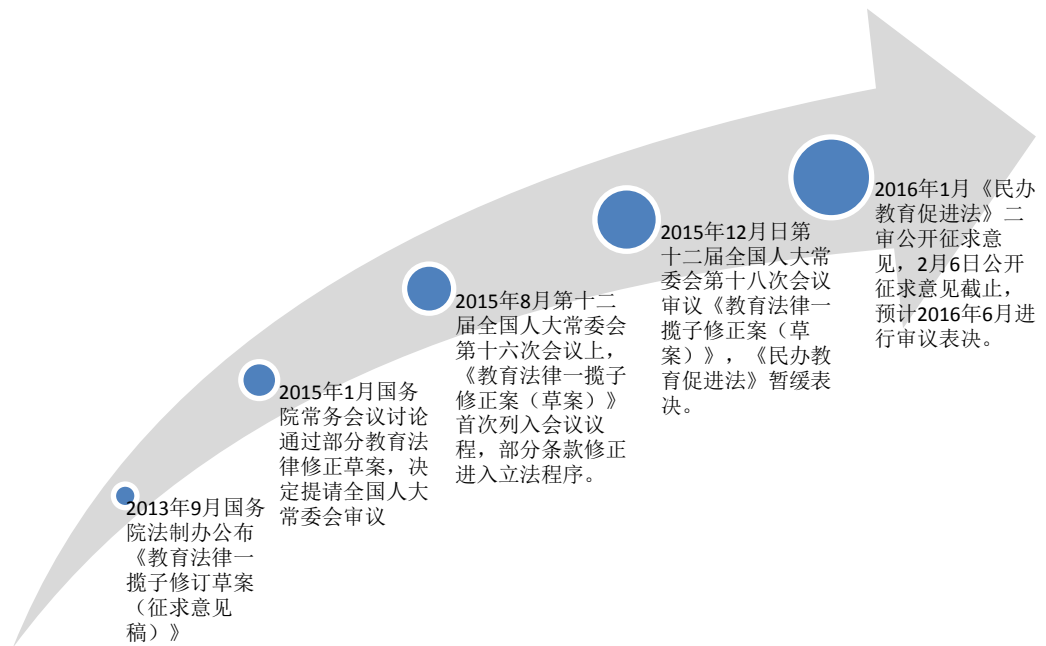 2013年9月国务
院法制办公布
《教育法律一
揽子修订草案
（征求意见
稿）》
2015年1月国务
院常务会议讨论
通过部分教育法
律修正草案，决
定提请全国人大
常委会审议
2015年8月第十二
届全国人大常委会
第十六次会议上，
《教育法律一揽子
修正案（草案）》
首次列入会议议
程，部分条款修正
进入立法程序。
2015年12月日第
十二届全国人大常
委会第十八次会议
审议《教育法律一
揽子修正案（草
案）》，《民办教
育促进法》暂缓表
决。
2016年1月《民办
教育促进法》二
审公开征求意
见，2月6日公开
征求意见截止，
预计2016年6月进
行审议表决。